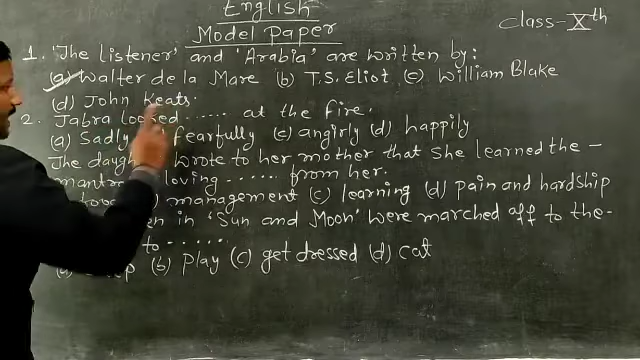 English
Model Paper
Class-Xth
1. 'The Listener' and 'Arabia' are written by:
(a) Walter de la Mare (b) T.S. Eliot (c) William Blake
(d) John Keats.
2. Jabra looked ...... at the fire.
(a) Sadly fearfully (c) angirly (d) happily
The daugh wrote to her mother that she learned the -
mantra loving ....... from her.
management (c) learning (d) pain and hardship
in 'Sun and Moon' were marched off to the-
to .......
(b) play (c) get dressed (d) cat